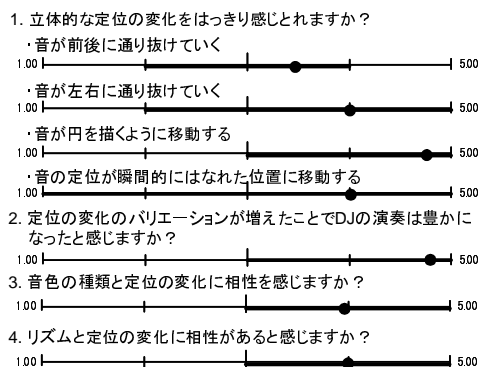 1. 立体的な定位の変化をはっきり感じとれますか？
・音が前後に通り抜けていく
1.00 5.00
・音が左右に通り抜けていく
1.00 5.00
・音が円を描くように移動する
1.00 5.00
・音の定位が瞬間的にはなれた位置に移動する
1.00 5.00
2. 定位の変化のバリエーションが増えたことでDJの演奏は豊かに
なったと感じますか？
1.00 5.00
3. 音色の種類と定位の変化に相性を感じますか？
1.00 5.00
4. リズムと定位の変化に相性があると感じますか？
1.00 5.00